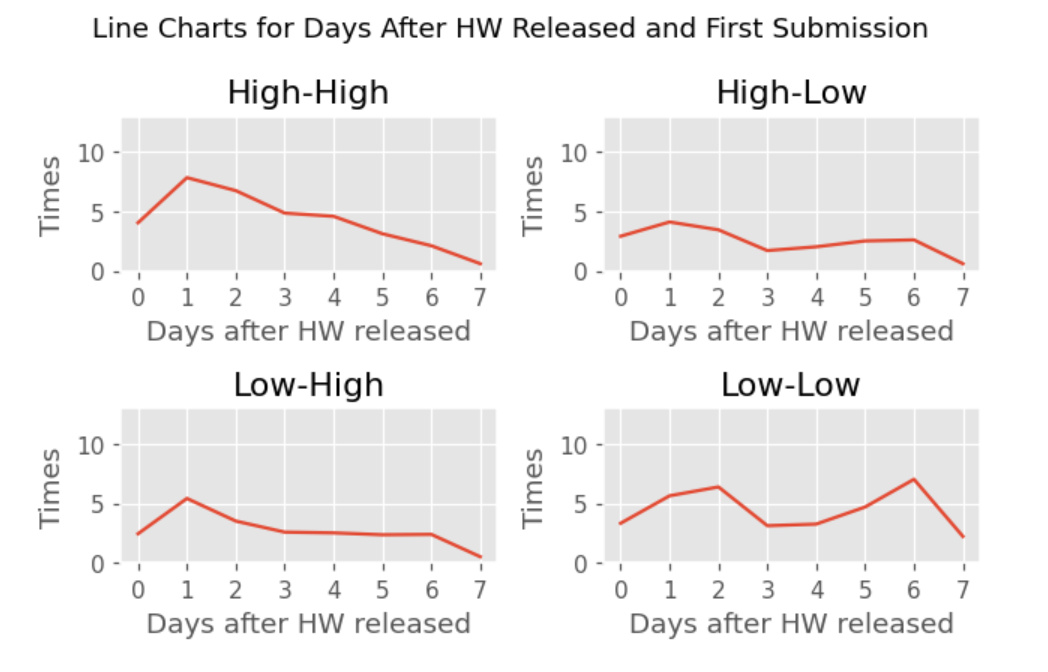 Line Charts for Days After HW Released and First Submission
High-High
10
5
0
Times
0 1 2 3 4 5 6 7
Days after HW released
High-Low
10
5
0
Times
0 1 2 3 4 5 6 7
Days after HW released
Low-High
10
5
0
Times
0 1 2 3 4 5 6 7
Days after HW released
Low-Low
10
5
0
Times
0 1 2 3 4 5 6 7
Days after HW released